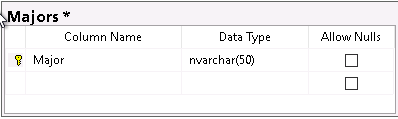 Majors *
Column Name Data Type Allow Nulls
Major nvarchar(50)